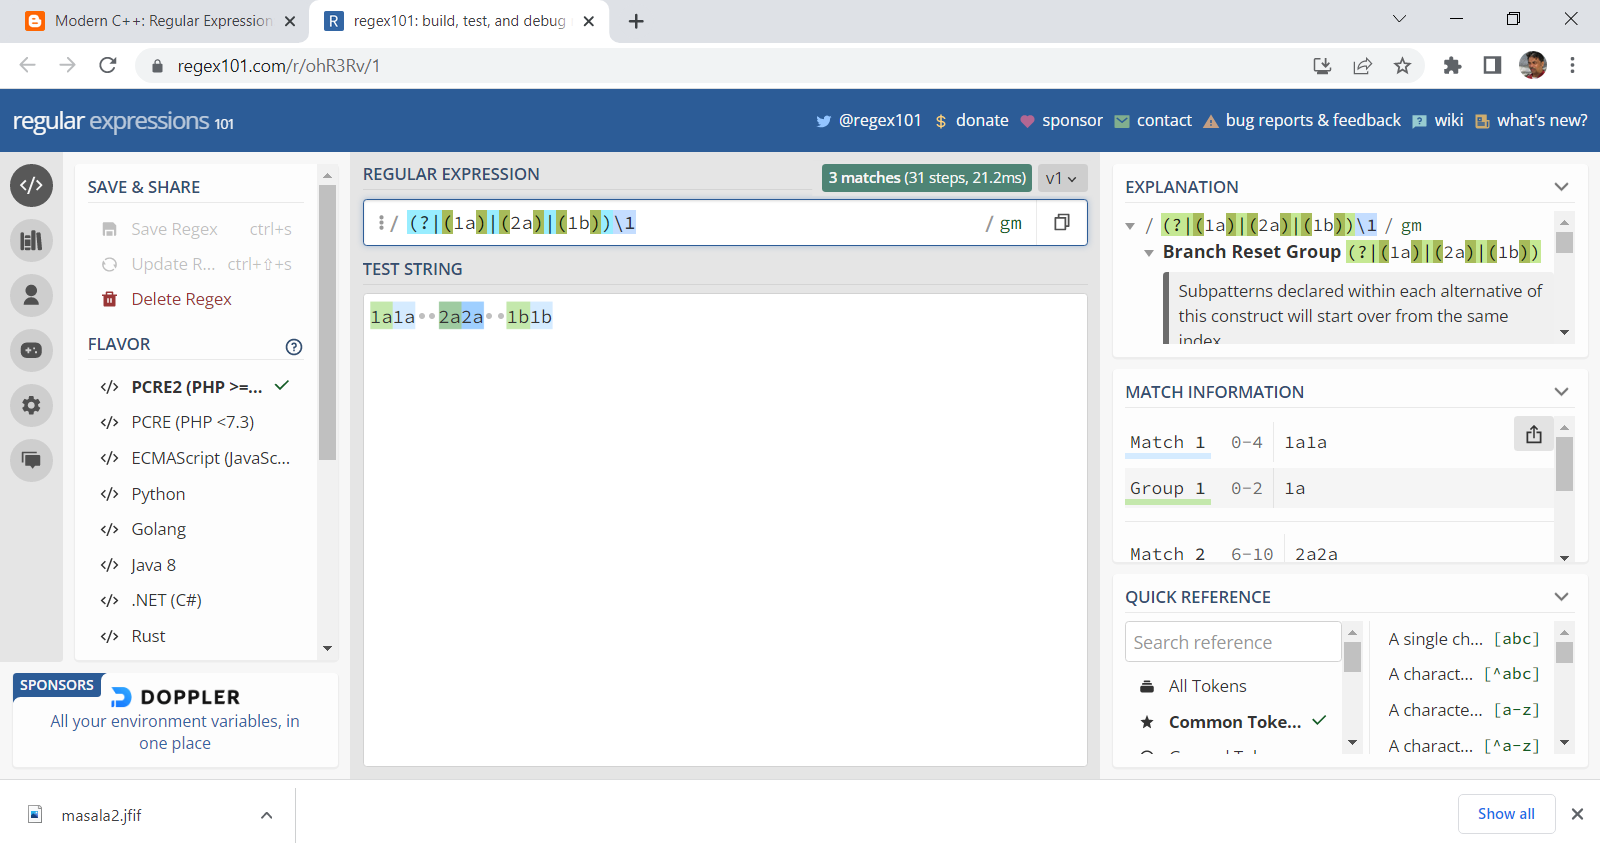 Modern C++: Regular Expression
regex101: build, test, and debug
regex101.com/r/ohR3Rv/1
regular expressions 101
@regex101
$ donate
sponsor
contact
bug reports & feedback
wiki
what's new?
SAVE & SHARE
Save Regex ctrl+s
Update R... ctrl+⇧+s
Delete Regex
FLAVOR
</> PCRE2 (PHP >=...
</> PCRE (PHP <7.3)
</> ECMAScript (JavaSc...
</> Python
</> Golang
</> Java 8
</> .NET (C#)
</> Rust
SPONSORS
DOPPLER
All your environment variables, in
one place
REGULAR EXPRESSION
3 matches (31 steps, 21.2ms)
v1
/ (?|(1a)|(2a)|(1b))\1 / gm
TEST STRING
1a1a··2a2a··1b1b
EXPLANATION
/ (?|(1a)|(2a)|(1b))\1 / gm
Branch Reset Group (?|(1a)|(2a)|(1b))
Subpatterns declared within each alternative of
this construct will start over from the same
index
MATCH INFORMATION
Match 1 0-4 1a1a
Group 1 0-2 1a
Match 2 6-10 2a2a
QUICK REFERENCE
Search reference
All Tokens
Common Toke...
A single ch... [abc]
A charact... [^abc]
A characte... [a-z]
A charact... [^a-z]
masala2.jfif
Show all